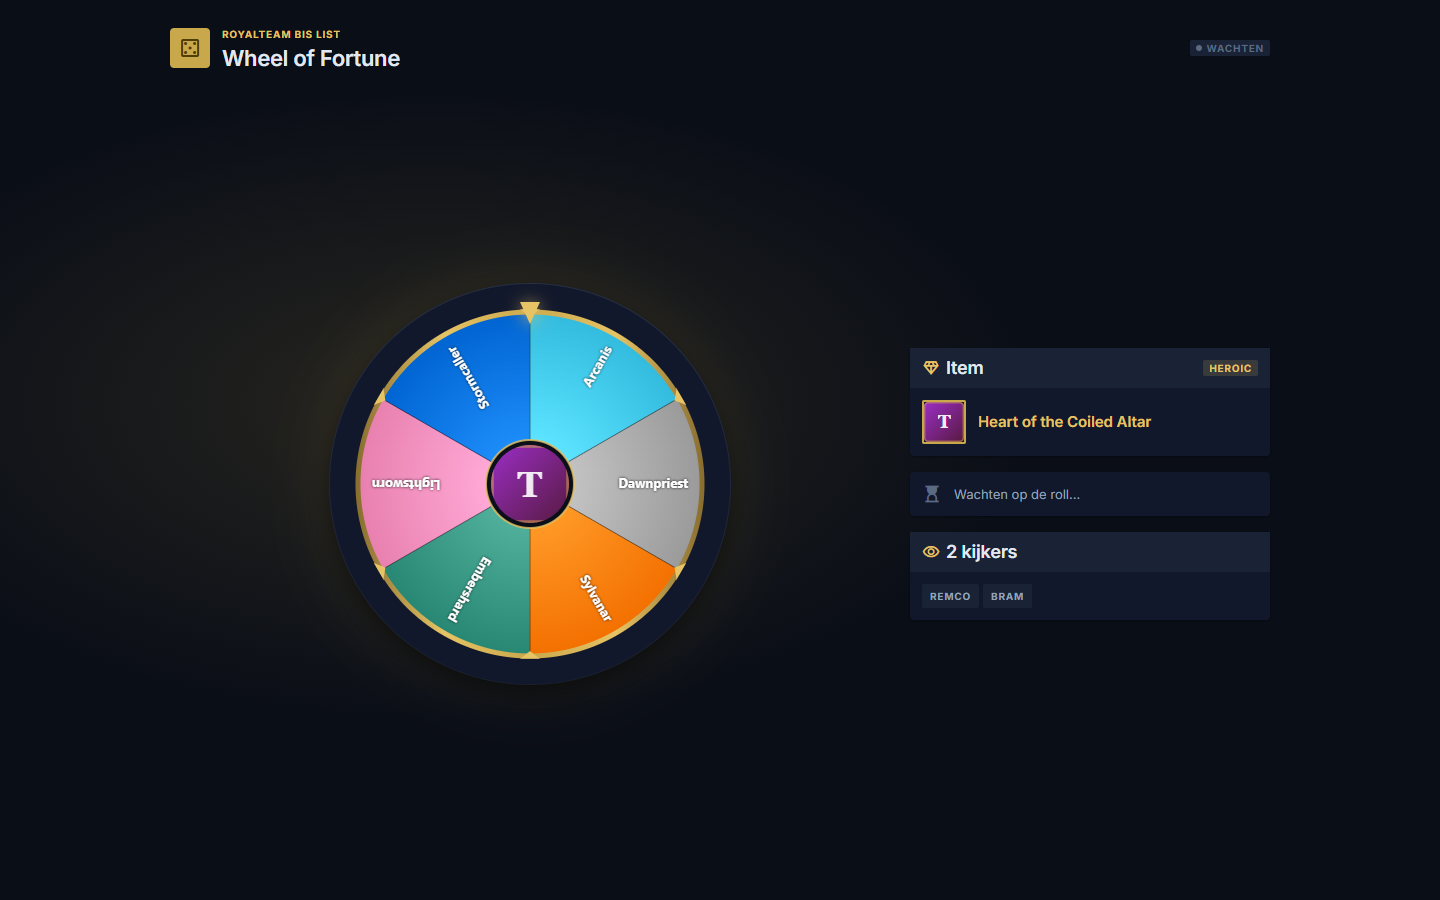 ROYALTEAM BIS LIST
Wheel of Fortune
WACHTEN
Stormcaller
Arcanis
Lightsworn
T
Dawnpriest
Embershard
Sylvanar
Item
HEROIC
T
Heart of the Coiled Altar
Wachten op de roll...
2 kijkers
REMCO
BRAM